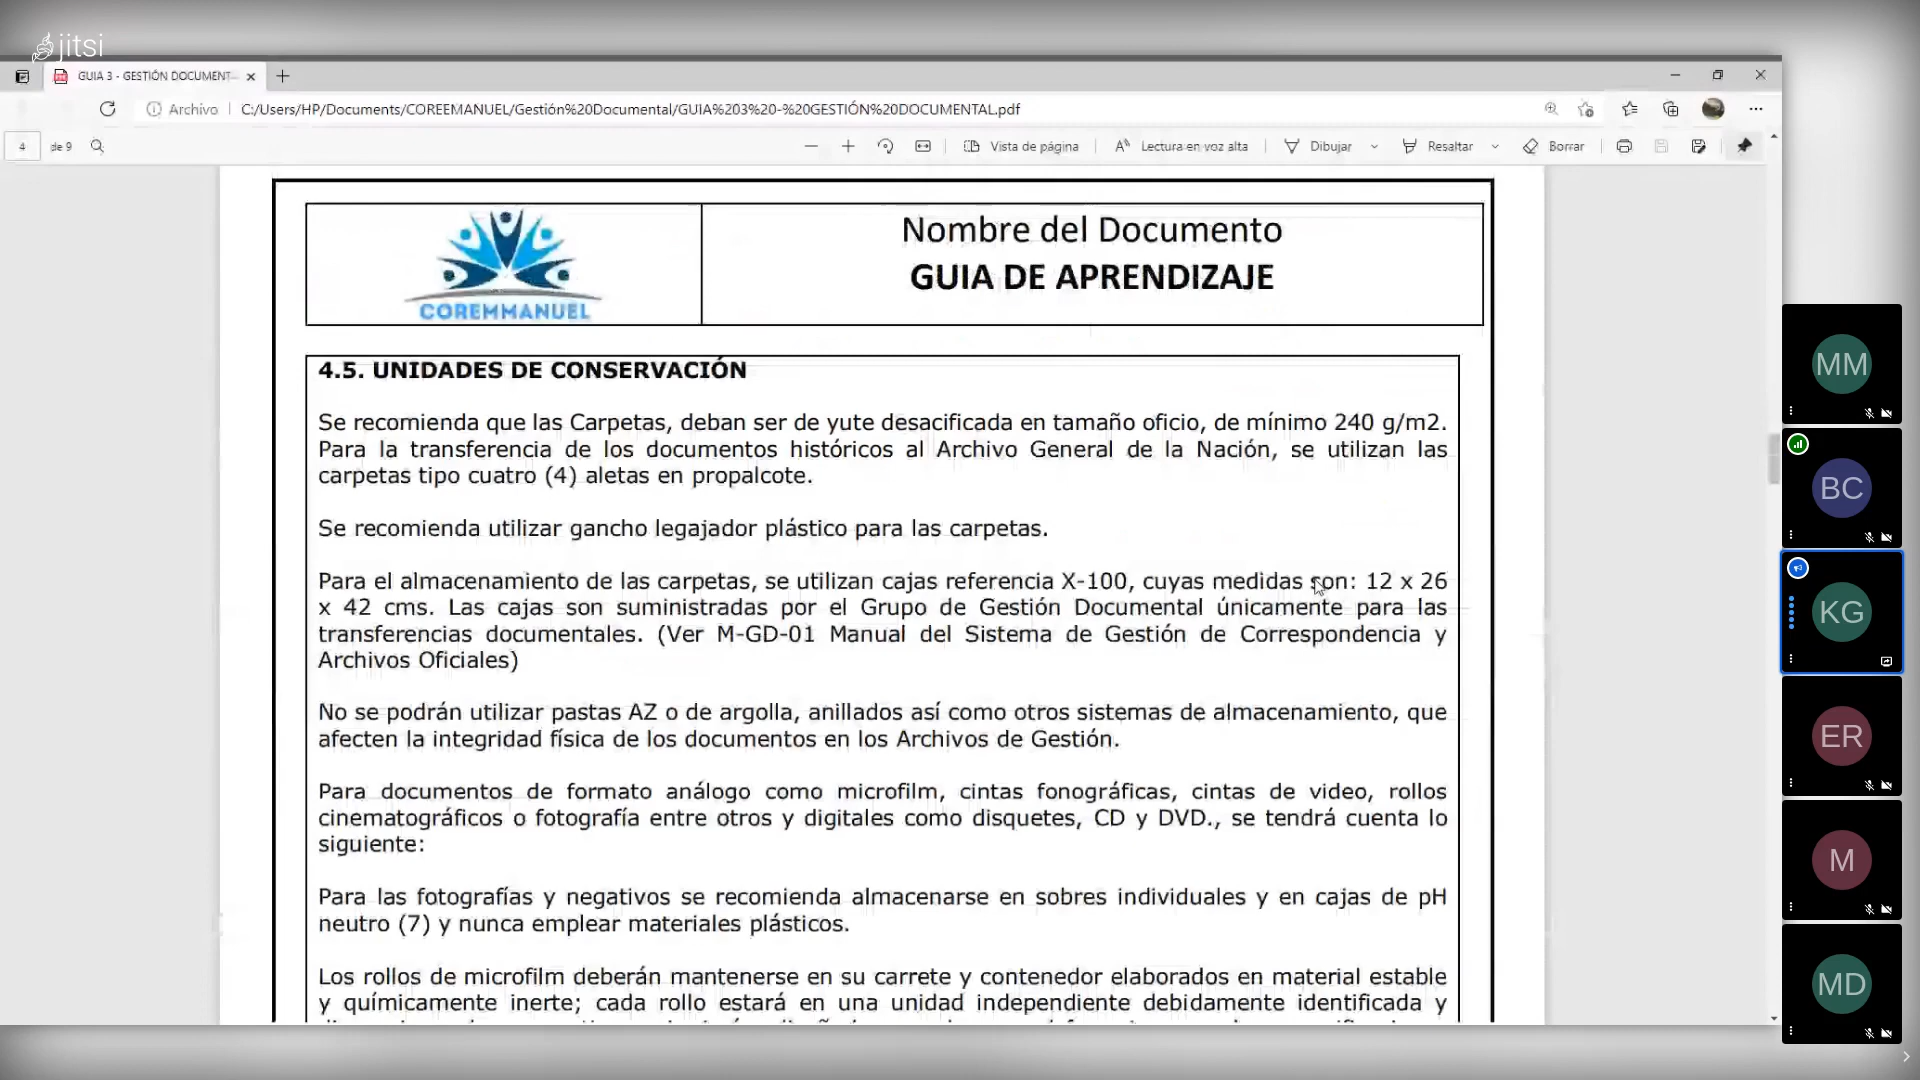 jitsi
GUIA 3 - GESTIÓN DOCUMENT
Archivo C:/Users/HP/Documents/COREEMANUEL/Gestión%20Documental/GUIA%203%20-%20GESTIÓN%20DOCUMENTAL.pdf
4 de 9 Vista de página Lectura en voz alta Dibujar Resaltar Borrar
COREMMANUEL
Nombre del Documento
GUIA DE APRENDIZAJE
4.5. UNIDADES DE CONSERVACIÓN
Se recomienda que las Carpetas, deban ser de yute desacificada en tamaño oficio, de mínimo 240 g/m2.
Para la transferencia de los documentos históricos al Archivo General de la Nación, se utilizan las
carpetas tipo cuatro (4) aletas en propalcote.
Se recomienda utilizar gancho legajador plástico para las carpetas.
Para el almacenamiento de las carpetas, se utilizan cajas referencia X-100, cuyas medidas son: 12 x 26
x 42 cms. Las cajas son suministradas por el Grupo de Gestión Documental únicamente para las
transferencias documentales. (Ver M-GD-01 Manual del Sistema de Gestión de Correspondencia y
Archivos Oficiales)
No se podrán utilizar pastas AZ o de argolla, anillados así como otros sistemas de almacenamiento, que
afecten la integridad física de los documentos en los Archivos de Gestión.
Para documentos de formato análogo como microfilm, cintas fonográficas, cintas de video, rollos
cinematográficos o fotografía entre otros y digitales como disquetes, CD y DVD., se tendrá cuenta lo
siguiente:
Para las fotografías y negativos se recomienda almacenarse en sobres individuales y en cajas de pH
neutro (7) y nunca emplear materiales plásticos.
Los rollos de microfilm deberán mantenerse en su carrete y contenedor elaborados en material estable
y químicamente inerte; cada rollo estará en una unidad independiente debidamente identificada y
MM
BC
KG
ER
M
MD